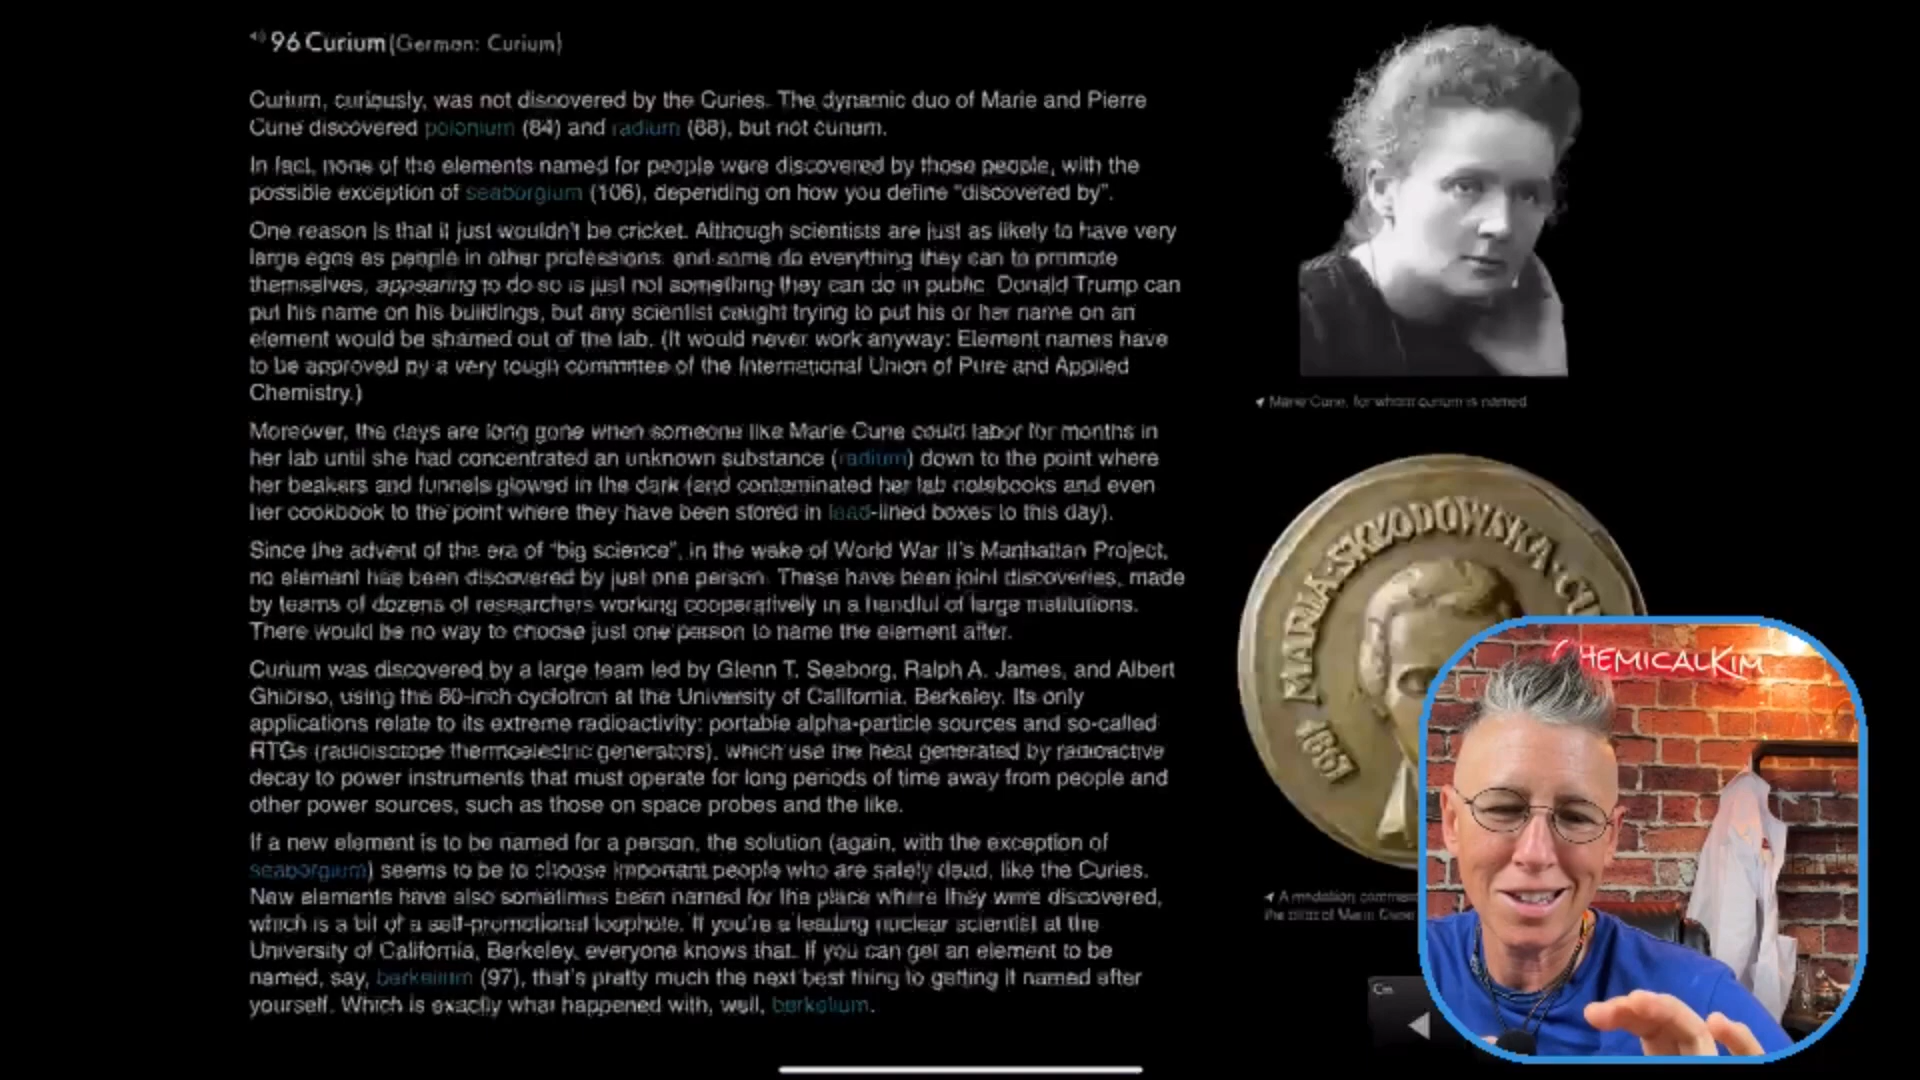 96 Curium (German: Curium)
Curium, curiously, was not discovered by the Curies. The dynamic duo of Marie and Pierre
Curie discovered polonium (84) and radium (88), but not curium.
In fact, none of the elements named for people were discovered by those people, with the
possible exception of seaborgium (106), depending on how you define "discovered by".
One reason is that it just wouldn't be cricket. Although scientists are just as likely to have very
large egos as people in other professions, and some do everything they can to promote
themselves, appearing to do so is just not something they can do in public. Donald Trump can
put his name on his buildings, but any scientist caught trying to put his or her name on an
element would be shamed out of the lab. (It would never work anyway: Element names have
to be approved by a very tough committee of the International Union of Pure and Applied
Chemistry.)
Moreover, the days are long gone when someone like Marie Curie could labor for months in
her lab until she had concentrated an unknown substance (radium) down to the point where
her beakers and funnels glowed in the dark (and contaminated her lab notebooks and even
her cookbook to the point where they have been stored in lead-lined boxes to this day).
Since the advent of the era of "big science", in the wake of World War II's Manhattan Project,
no element has been discovered by just one person. These have been joint discoveries, made
by teams of dozens of researchers working cooperatively in a handful of large institutions.
There would be no way to choose just one person to name the element after.
Curium was discovered by a large team led by Glenn T. Seaborg, Ralph A. James, and Albert
Ghiorso, using the 60-inch cyclotron at the University of California, Berkeley. Its only
applications relate to its extreme radioactivity: portable alpha-particle sources and so-called
RTGs (radioisotope thermoelectric generators), which use the heat generated by radioactive
decay to power instruments that must operate for long periods of time away from people and
other power sources, such as those on space probes and the like.
If a new element is to be named for a person, the solution (again, with the exception of
seaborgium) seems to be to choose important people who are safely dead, like the Curies.
New elements have also sometimes been named for the place where they were discovered,
which is a bit of a self-promotional loophole. If you're a leading nuclear scientist at the
University of California, Berkeley, everyone knows that. If you can get an element to be
named, say, berkelium (97), that's pretty much the next best thing to getting it named after
yourself. Which is exactly what happened with, well, berkelium.
Marie Curie, for whom curium is named
MARIA·SKŁODOWSKA·CU
A medallion
the of Marie Curie
CHEMICALKIM
Cm